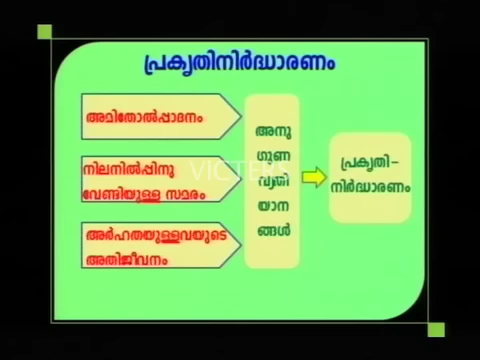 പ്രകൃതിനിർദ്ധാരണം
അമിതോൽപ്പാദനം
നിലനിൽപ്പിനു
വേണ്ടിയുള്ള സമരം
അർഹതയുള്ളവയുടെ
അതിജീവനം
അനു
ഗുണ
വ്യതി
യാന
ങ്ങൾ
പ്രകൃതി-
നിർദ്ധാരണം
VICTERS